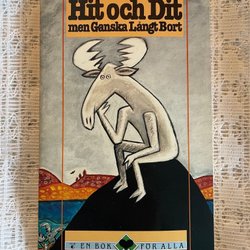 Hit och Dit
men Ganska Långt Bort
EN BOK FÖR ALLA